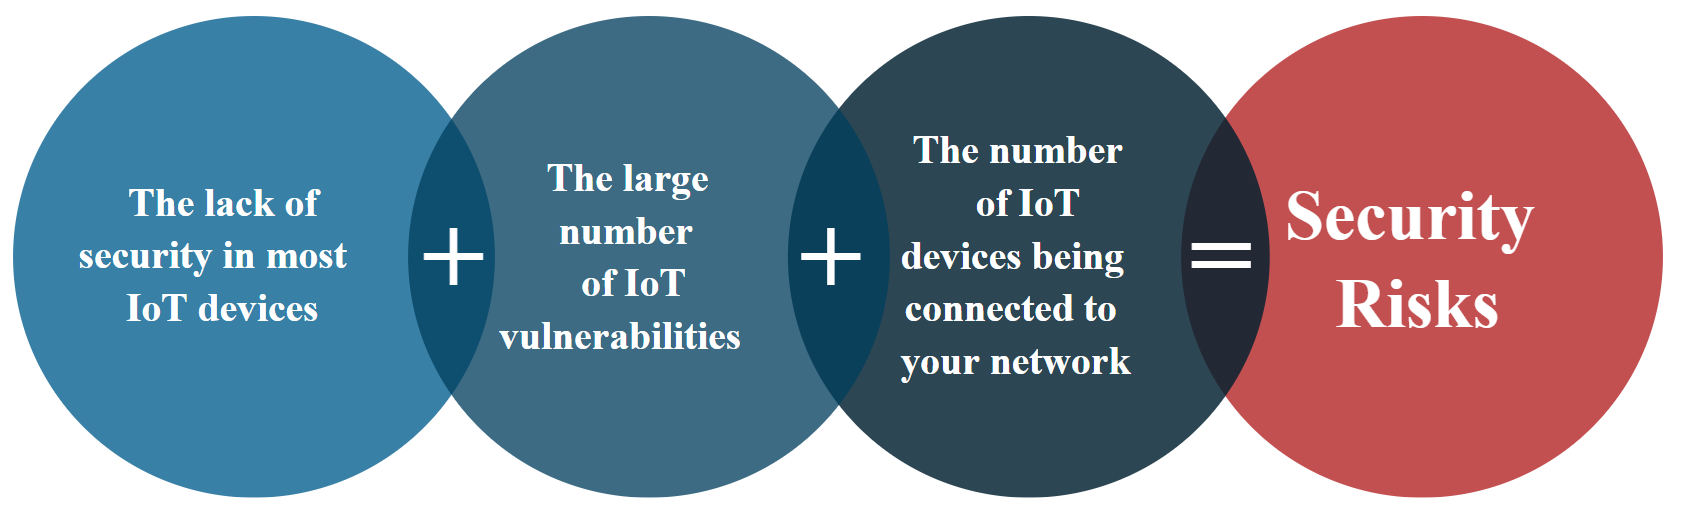 The lack of
security in most
IoT devices
+
The large
number
of IoT
vulnerabilities
+
The number
of IoT
devices being
connected to
your network
=
Security
Risks